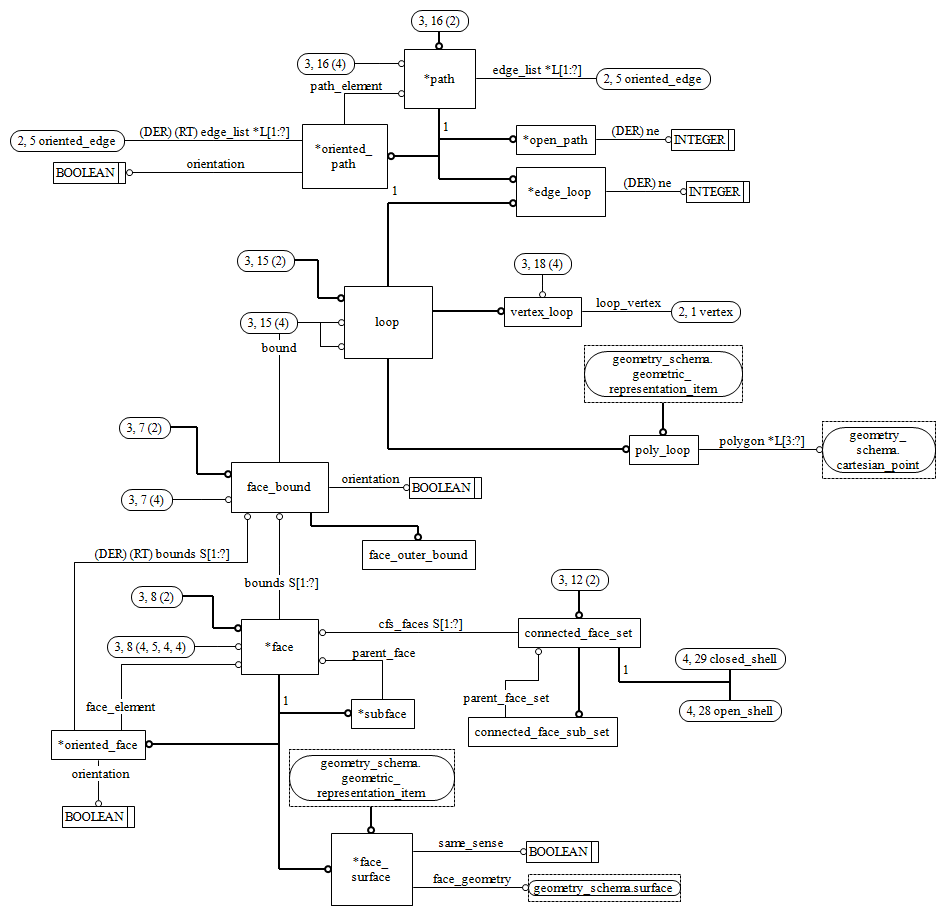 3, 16 (2)
3, 16 (4)
*path
edge_list *L[1:?]
2, 5 oriented_edge
path_element
1
2, 5 oriented_edge
(DER) (RT) edge_list *L[1:?]
*oriented_
path
*open_path
(DER) ne
INTEGER
BOOLEAN
orientation
1
*edge_loop
(DER) ne
INTEGER
3, 15 (2)
3, 18 (4)
loop
vertex_loop
loop_vertex
2, 1 vertex
3, 15 (4)
bound
geometry_schema.
geometric_
representation_item
3, 7 (2)
poly_loop
polygon *L[3:?]
geometry_
schema.
cartesian_point
face_bound
orientation
BOOLEAN
3, 7 (4)
face_outer_bound
(DER) (RT) bounds S[1:?]
bounds S[1:?]
3, 8 (2)
3, 12 (2)
*face
cfs_faces S[1:?]
connected_face_set
3, 8 (4, 5, 4, 4)
parent_face
1
4, 29 closed_shell
face_element
1
*subface
parent_face_set
4, 28 open_shell
*oriented_face
connected_face_sub_set
orientation
geometry_schema.
geometric_
representation_item
BOOLEAN
*face_
surface
same_sense
BOOLEAN
face_geometry
geometry_schema.surface